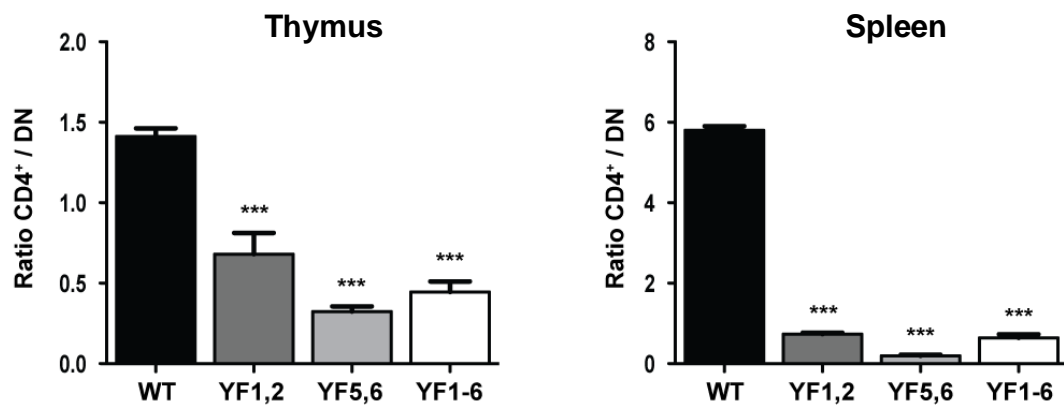 Thymus
Ratio CD4⁺ / DN
2.0
1.5
1.0
0.5
0.0
***
***
***
WT YF1,2 YF5,6 YF1-6
Spleen
Ratio CD4⁺ / DN
8
6
4
2
0
***
***
***
WT YF1,2 YF5,6 YF1-6